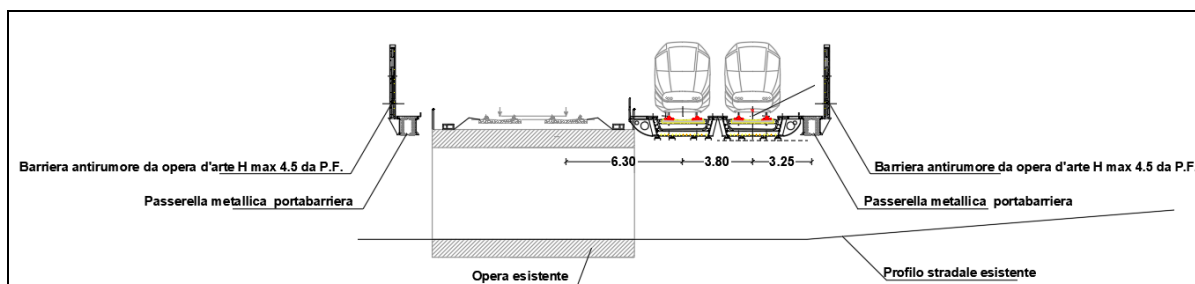 Barriera antirumore da opera d'arte H max 4.5 da P.F.
Passerella metallica portabarriera
6.30
3.80
3.25
Barriera antirumore da opera d'arte H max 4.5 da P.F.
Passerella metallica portabarriera
Opera esistente
Profilo stradale esistente